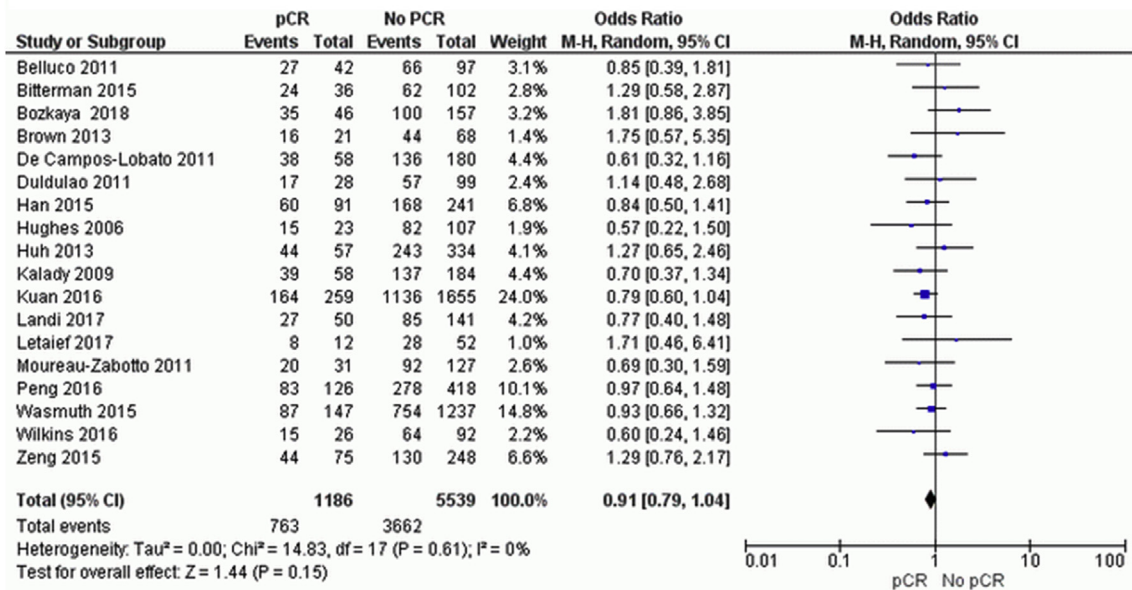 pCR No PCR Odds Ratio Odds Ratio
Study or Subgroup Events Total Events Total Weight M-H, Random, 95% CI M-H, Random, 95% CI
Belluco 2011 27 42 66 97 3.1% 0.85 [0.39, 1.81]
Bitterman 2015 24 36 62 102 2.8% 1.29 [0.58, 2.87]
Bozkaya 2018 35 46 100 157 3.2% 1.81 [0.86, 3.85]
Brown 2013 16 21 44 68 1.4% 1.75 [0.57, 5.35]
De Campos-Lobato 2011 38 58 136 180 4.4% 0.61 [0.32, 1.16]
Duldulao 2011 17 28 57 99 2.4% 1.14 [0.48, 2.68]
Han 2015 60 91 168 241 6.8% 0.84 [0.50, 1.41]
Hughes 2006 15 23 82 107 1.9% 0.57 [0.22, 1.50]
Huh 2013 44 57 243 334 4.1% 1.27 [0.65, 2.46]
Kalady 2009 39 58 137 184 4.4% 0.70 [0.37, 1.34]
Kuan 2016 164 259 1136 1655 24.0% 0.79 [0.60, 1.04]
Landi 2017 27 50 85 141 4.2% 0.77 [0.40, 1.48]
Letaief 2017 8 12 28 52 1.0% 1.71 [0.46, 6.41]
Moureau-Zabotto 2011 20 31 92 127 2.6% 0.69 [0.30, 1.59]
Peng 2016 83 126 278 418 10.1% 0.97 [0.64, 1.48]
Wasmuth 2015 87 147 754 1237 14.8% 0.93 [0.66, 1.32]
Wilkins 2016 15 26 64 92 2.2% 0.60 [0.24, 1.46]
Zeng 2015 44 75 130 248 6.6% 1.29 [0.76, 2.17]
Total (95% CI) 1186 5539 100.0% 0.91 [0.79, 1.04]
Total events 763 3662
Heterogeneity: Tau² = 0.00; Chi² = 14.83, df = 17 (P = 0.61); I² = 0%
Test for overall effect: Z = 1.44 (P = 0.15)
0.01 0.1 1 10 100
pCR No pCR